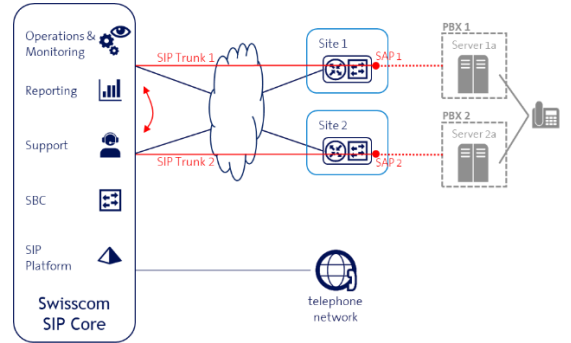 Operations &
Monitoring
Reporting
Support
SBC
SIP
Platform
Swisscom
SIP Core
SIP Trunk 1
SIP Trunk 2
Site 1
SAP 1
Site 2
SAP 2
PBX 1
Server 1a
PBX 2
Server 2a
telephone
network